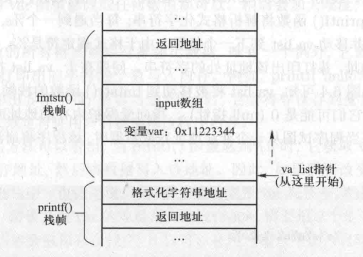 …
返回地址
…
fmtstr()
栈帧
input数组
变量var：0x11223344
…
va_list指针
(从这里开始)
格式化字符串地址
printf()
栈帧
返回地址
…